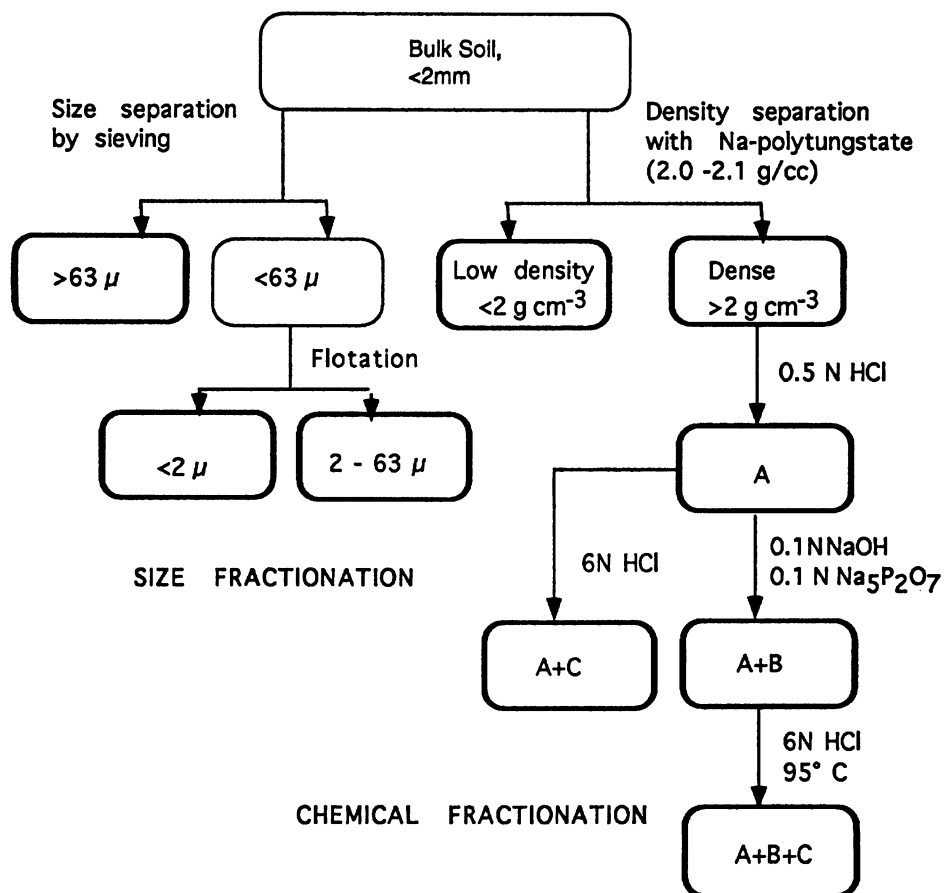 Bulk Soil,
<2mm
Size separation
by sieving
Density separation
with Na-polytungstate
(2.0 -2.1 g/cc)
>63 µ
<63 µ
Low density
<2 g cm-3
Dense
>2 g cm-3
Flotation
0.5 N HCl
<2 µ
2 - 63 µ
A
SIZE FRACTIONATION
6N HCl
0.1NNaOH
0.1 N Na5P2O7
A+C
A+B
6N HCl
95° C
CHEMICAL FRACTIONATION
A+B+C